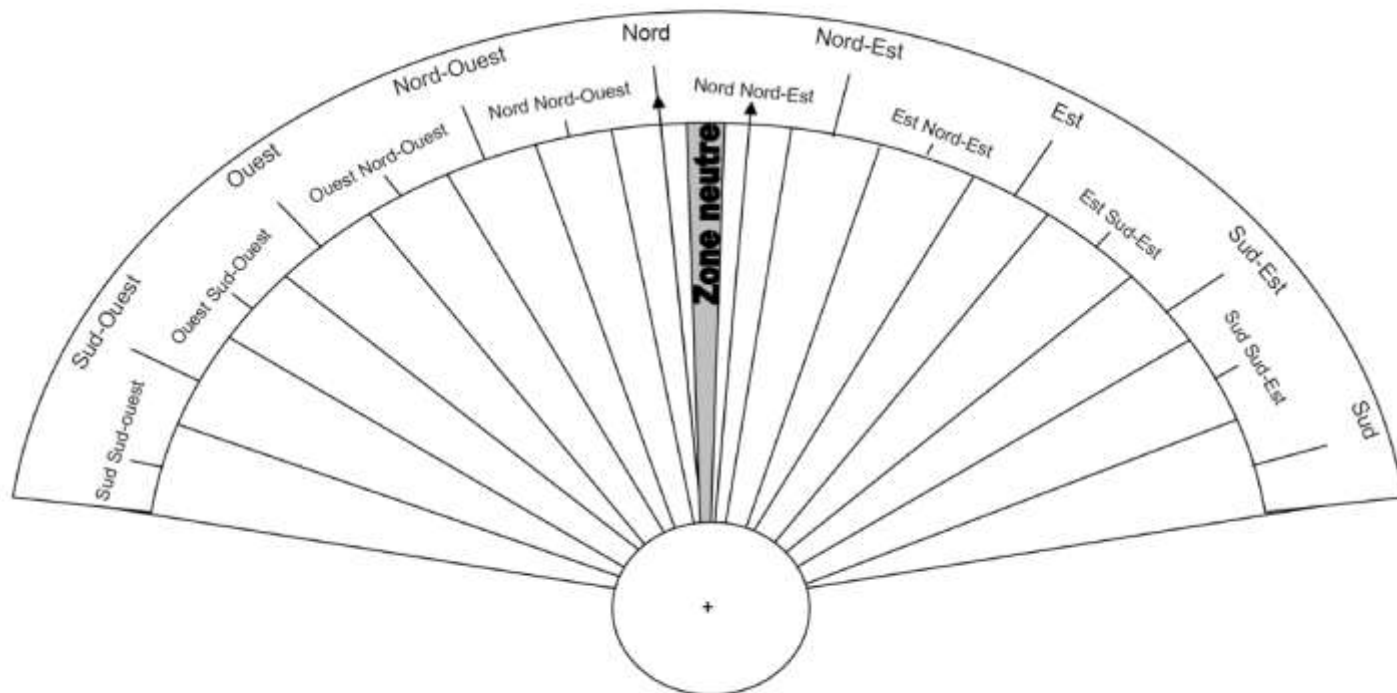 Sud-Ouest
Ouest
Nord-Ouest
Nord
Nord-Est
Est
Sud-Est
Sud
Sud Sud-ouest
Ouest Sud-Ouest
Ouest Nord-Ouest
Nord Nord-Ouest
Nord Nord-Est
Est Nord-Est
Est Sud-Est
Sud Sud-Est
Zone neutre